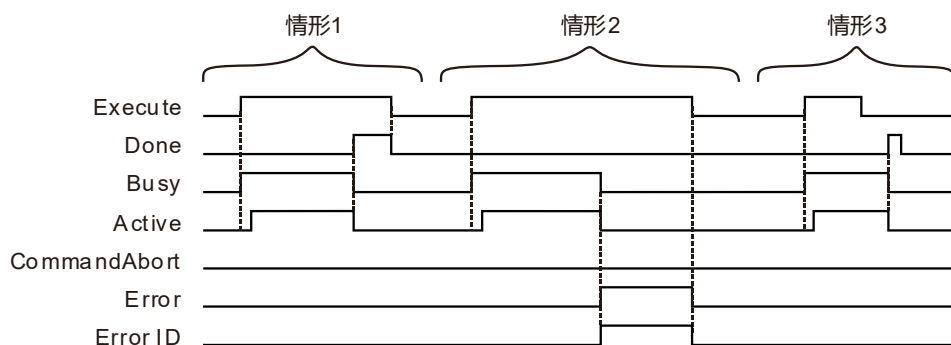 情形1 情形2 情形3
Execute
Done
Busy
Active
CommandAbort
Error
Error ID